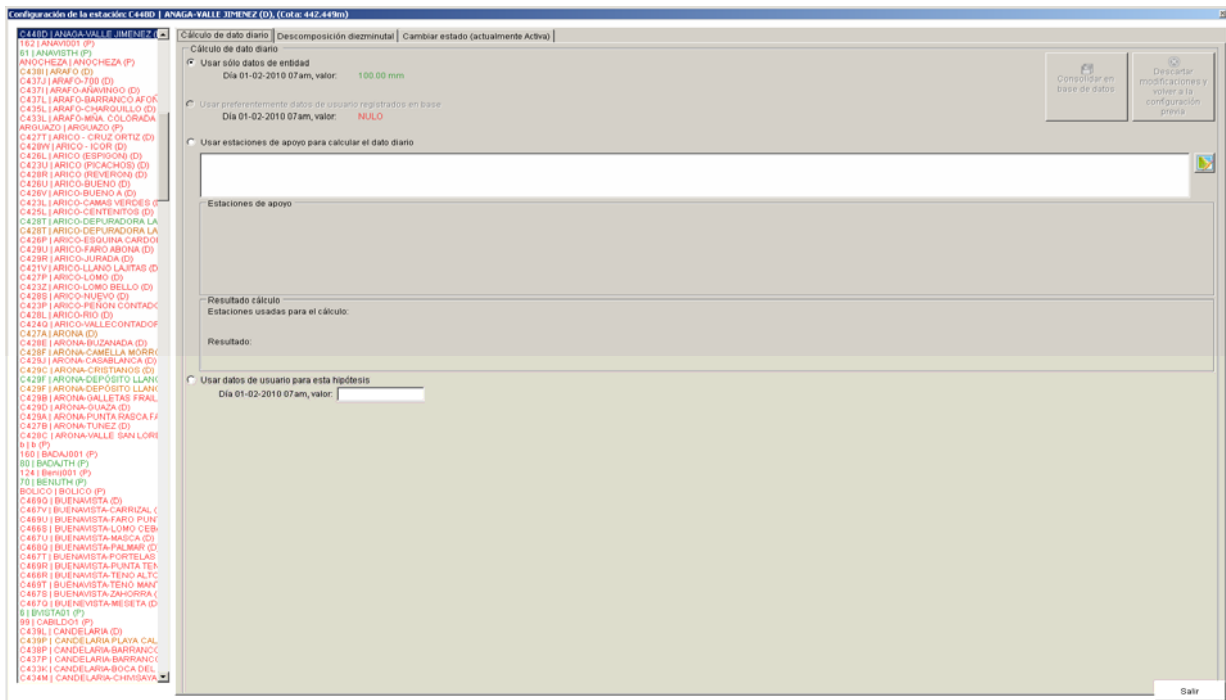 Configuración de la estación: C448D | ANAGA-VALLE JIMENEZ (D), (Cota: 442.449m)
C448D | ANAGA-VALLE JIMENEZ (
162 | ANAVI001 (P)
61 | ANAVISTH (P)
ANOCHEZA | ANOCHEZA (P)
C438I | ARAFO (D)
C437J | ARAFO-700 (D)
C437I | ARAFO-AÑAVINGO (D)
C437L | ARAFO-BARRANCO AFOÑ
C435L | ARAFO-CHARQUILLO (D)
C433L | ARAFO-MÑA. COLORADA
ARGUAZO | ARGUAZO (P)
C427T | ARICO - CRUZ ORTIZ (D)
C428W | ARICO - ICOR (D)
C426L | ARICO (ESPIGON) (D)
C423U | ARICO (PICACHOS) (D)
C428R | ARICO (REVERON) (D)
C426U | ARICO-BUENO (D)
C426V | ARICO-BUENO A (D)
C423L | ARICO-CAMAS VERDES (
C425L | ARICO-CENTENITOS (D)
C428T | ARICO-DEPURADORA LA
C428T | ARICO-DEPURADORA LA
C426P | ARICO-ESQUINA CARDO
C429U | ARICO-FARO ABONA (D)
C429R | ARICO-JURADA (D)
C421V | ARICO-LLANO LAJITAS (D
C427P | ARICO-LOMO (D)
C423Z | ARICO-LOMO BELLO (D)
C428S | ARICO-NUEVO (D)
C423P | ARICO-PEÑON CONTADO
C428L | ARICO-RIO (D)
C424Q | ARICO-VALLECONTADOR
C427A | ARONA (D)
C428E | ARONA-BUZANADA (D)
C428F | ARONA-CAMELLA MORRO
C429J | ARONA-CASABLANCA (D)
C429C | ARONA-CRISTIANOS (D)
C429F | ARONA-DEPÓSITO LLANO
C429F | ARONA-DEPÓSITO LLANO
C429B | ARONA-GALLETAS FRAIL
C429D | ARONA-GUAZA (D)
C429A | ARONA-PUNTA RASCA FA
C427B | ARONA-TUNEZ (D)
C428C | ARONA-VALLE SAN LORE
b | b (P)
160 | BADAJ001 (P)
80 | BADAJTH (P)
124 | Beni001 (P)
70 | BENIJTH (P)
BOLICO | BOLICO (P)
C469Q | BUENAVISTA (D)
C467V | BUENAVISTA-CARRIZAL (
C469U | BUENAVISTA-FARO PUN
C466S | BUENAVISTA-LOMO CEB
C467U | BUENAVISTA-MASCA (D)
C468Q | BUENAVISTA-PALMAR (D
C467T | BUENAVISTA-PORTELAS
C469R | BUENAVISTA-PUNTA TEN
C466R | BUENAVISTA-TENO ALTO
C469T | BUENAVISTA-TENO MAN
C467S | BUENAVISTA-ZAHORRA (
C467Q | BUENEVISTA-MESETA (D
6 | BVISTA01 (P)
99 | CABILDO1 (P)
C439L | CANDELARIA (D)
C439P | CANDELARIA PLAYA CAL
C438P | CANDELARIA-BARRANCO
C437P | CANDELARIA-BARRANCO
C433K | CANDELARIA-BOCA DEL
C434M | CANDELARIA-CHIVISAYA
Cálculo de dato diario | Descomposición diezminutal | Cambiar estado (actualmente Activa)
Cálculo de dato diario
Usar sólo datos de entidad
Día 01-02-2010 07am, valor: 100.00 mm
Usar preferentemente datos de usuario registrados en base
Día 01-02-2010 07am, valor: NULO
Consolidar en
base de datos
Descartar
modificaciones y
volver a la
configuración
previa
Usar estaciones de apoyo para calcular el dato diario
Estaciones de apoyo
Resultado cálculo
Estaciones usadas para el cálculo:
Resultado:
Usar datos de usuario para esta hipótesis
Día 01-02-2010 07am, valor:
Salir